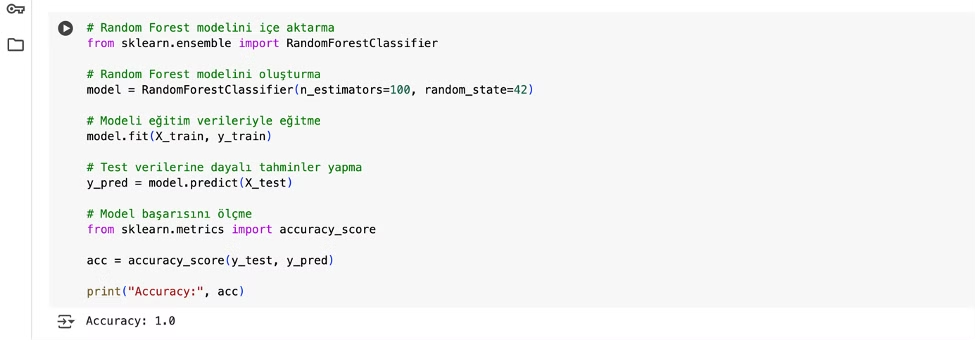 # Random Forest modelini içe aktarma
from sklearn.ensemble import RandomForestClassifier
# Random Forest modelini oluşturma
model = RandomForestClassifier(n_estimators=100, random_state=42)
# Modeli eğitim verileriyle eğitme
model.fit(X_train, y_train)
# Test verilerine dayalı tahminler yapma
y_pred = model.predict(X_test)
# Model başarısını ölçme
from sklearn.metrics import accuracy_score
acc = accuracy_score(y_test, y_pred)
print("Accuracy:", acc)
Accuracy: 1.0